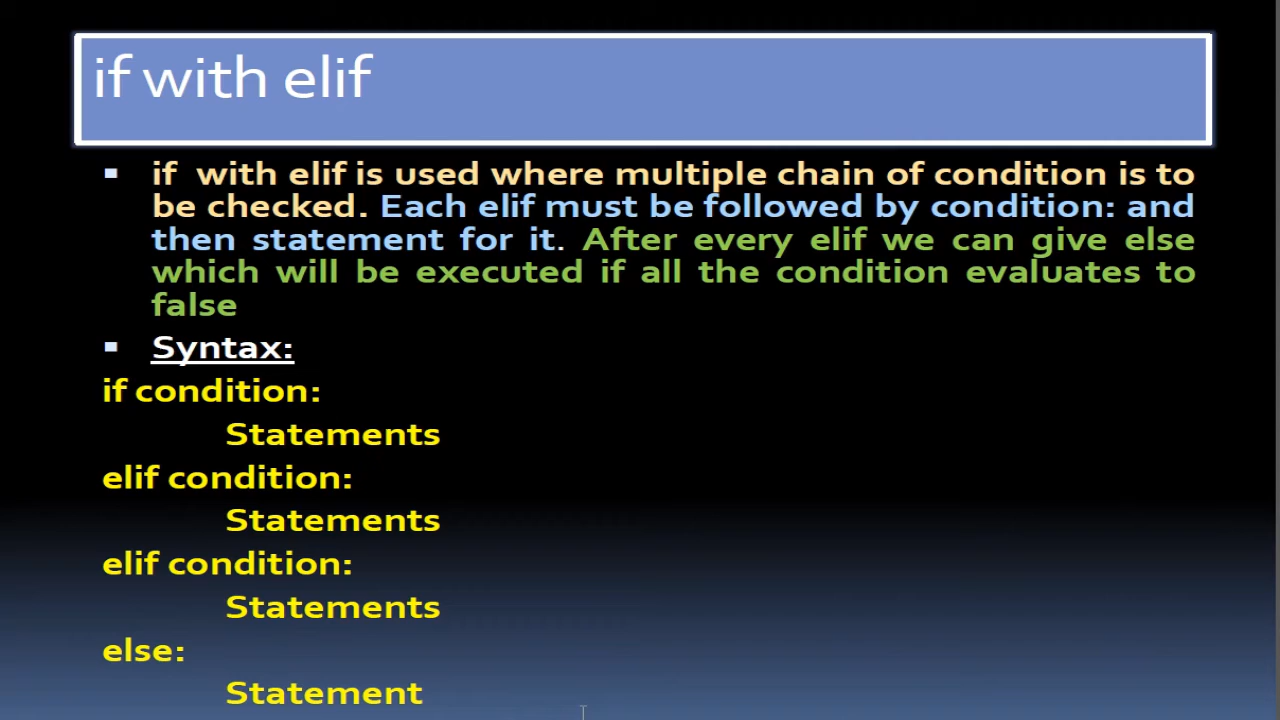 if with elif
▪ if with elif is used where multiple chain of condition is to
be checked. Each elif must be followed by condition: and
then statement for it. After every elif we can give else
which will be executed if all the condition evaluates to
false
▪ Syntax:
if condition:
Statements
elif condition:
Statements
elif condition:
Statements
else:
Statement